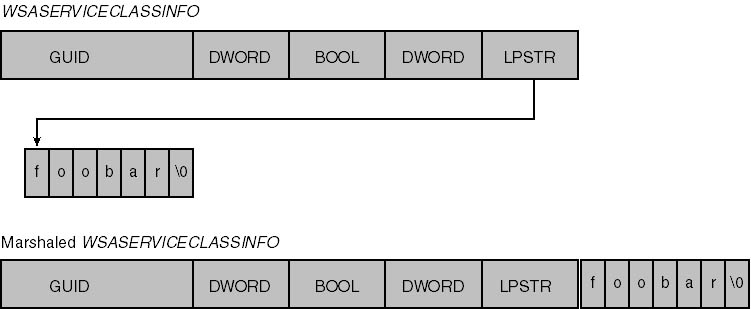 WSASERVICECLASSINFO
GUID DWORD BOOL DWORD LPSTR
f o o b a r \0
Marshaled WSASERVICECLASSINFO
GUID DWORD BOOL DWORD LPSTR f o o b a r \0